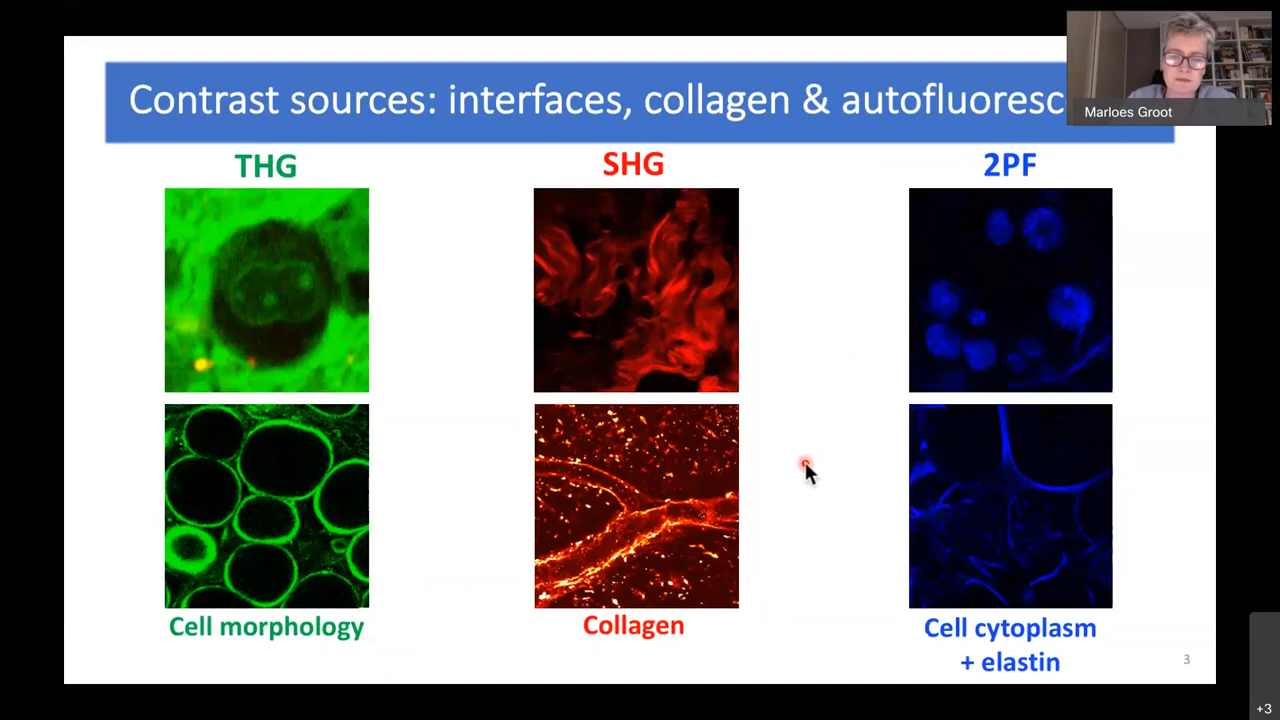 Contrast sources: interfaces, collagen & autofluoresc
Marloes Groot
THG
SHG
2PF
Cell morphology
Collagen
Cell cytoplasm
+ elastin
3
+3